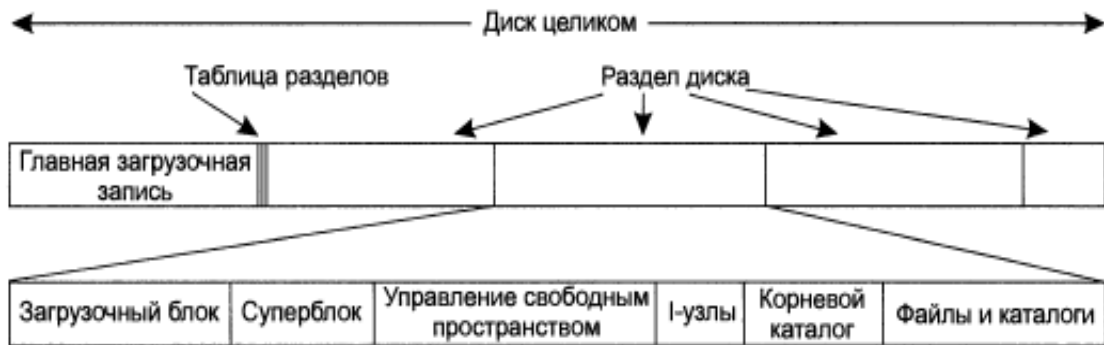 Диск целиком
Таблица разделов
Раздел диска
Главная загрузочная
запись
Загрузочный блок
Суперблок
Управление свободным
пространством
I-узлы
Корневой
каталог
Файлы и каталоги